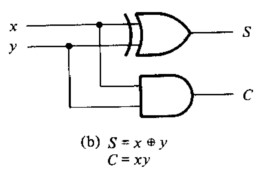 x
y
S
C
(b) S = x ⊕ y
C = xy